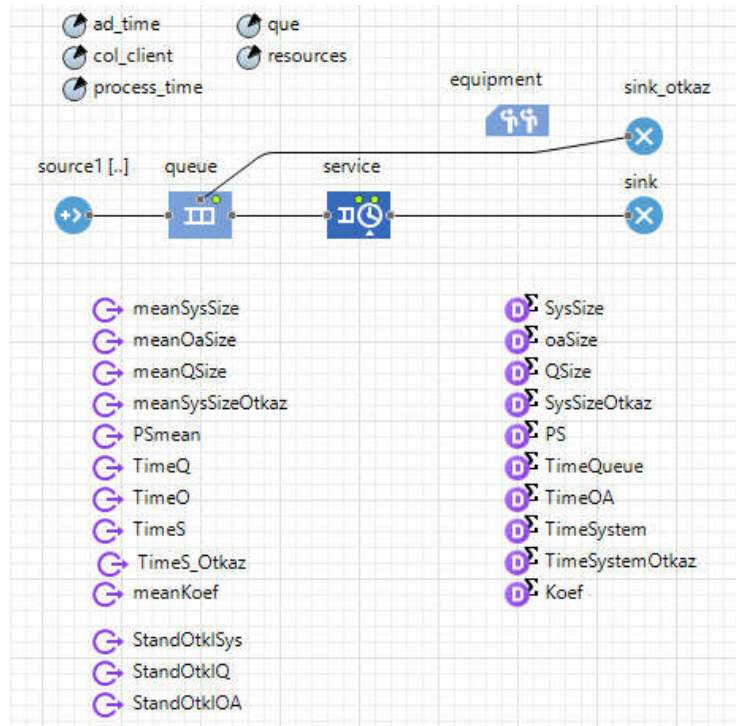 ad_time que
col_client resources
process_time
equipment
sink_otkaz
source1 [..] queue service
sink
meanSysSize SysSize
meanOaSize oaSize
meanQSize QSize
meanSysSizeOtkaz SysSizeOtkaz
PSmean PS
TimeQ TimeQueue
TimeO TimeOA
TimeS TimeSystem
TimeS_Otkaz TimeSystemOtkaz
meanKoef Koef
StandOtklSys
StandOtklQ
StandOtklOA